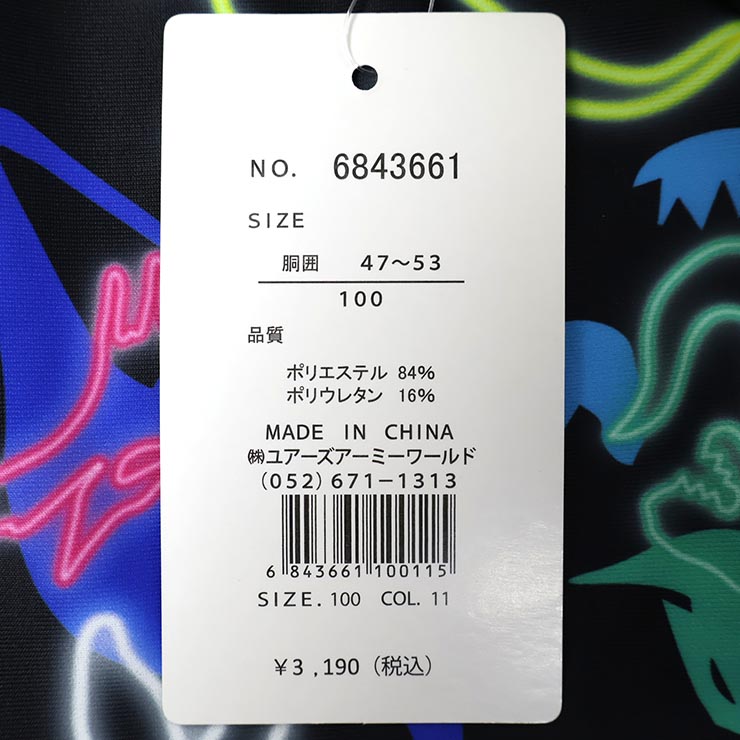 NO. 6843661
SIZE
胴囲 47～53
100
品質
ポリエステル 84%
ポリウレタン 16%
MADE IN CHINA
㈱ユアーズアーミーワールド
(052) 671-1313
6 843661 100115
SIZE. 100 COL. 11
￥3,190 (税込)